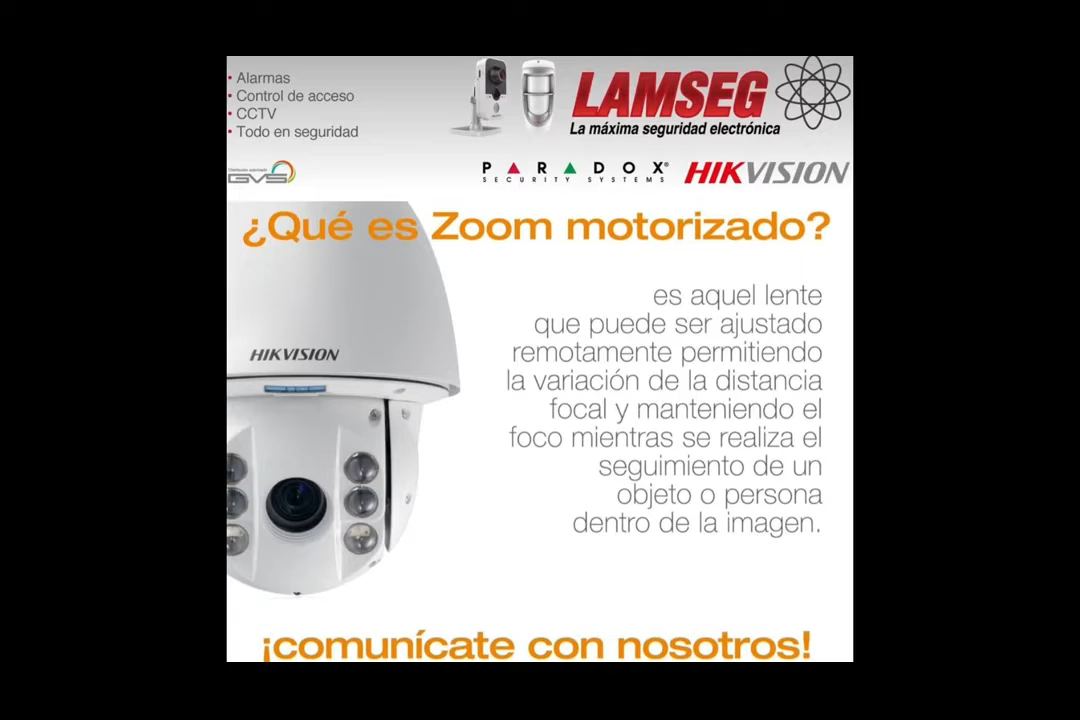 • Alarmas
• Control de acceso
• CCTV
• Todo en seguridad
LAMSEG
La máxima seguridad electrónica
GVS
PARADOX®
SECURITY SYSTEMS
HIKVISION
¿Qué es Zoom motorizado?
es aquel lente
que puede ser ajustado
remotamente permitiendo
la variación de la distancia
focal y manteniendo el
foco mientras se realiza el
seguimiento de un
objeto o persona
dentro de la imagen.
HIKVISION
¡comunícate con nosotros!